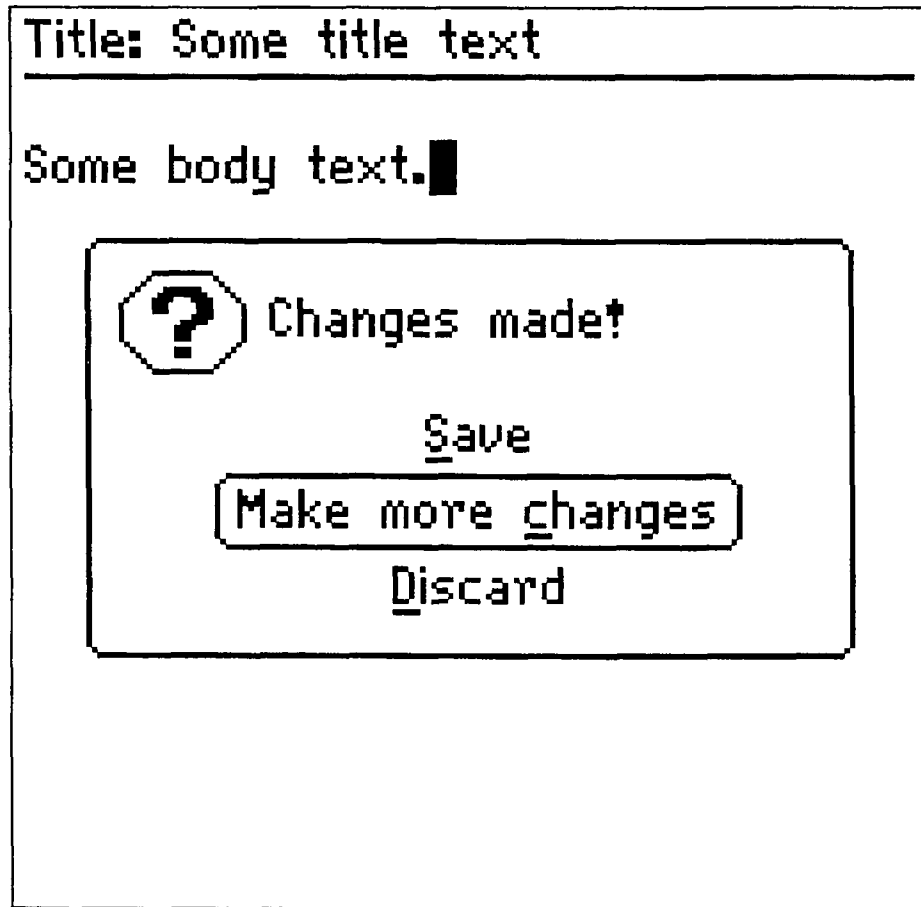 Title: Some title text
Some body text.
? Changes made!
Save
Make more changes
Discard